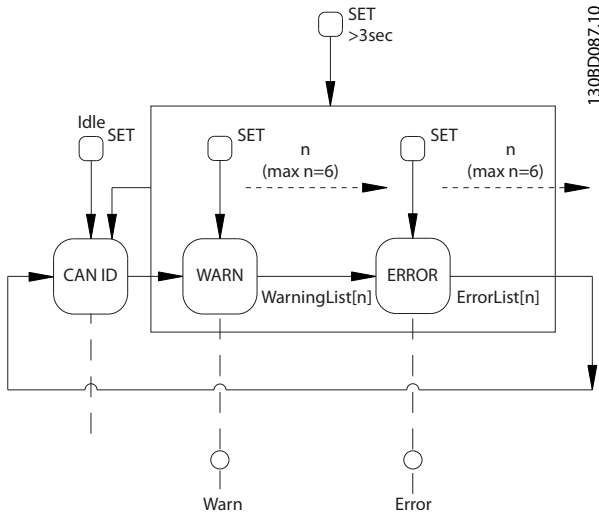 SET
>3sec
130BD087.10
Idle
SET
SET
n
(max n=6)
SET
n
(max n=6)
CAN ID
WARN
WarningList[n]
ERROR
ErrorList[n]
Warn
Error